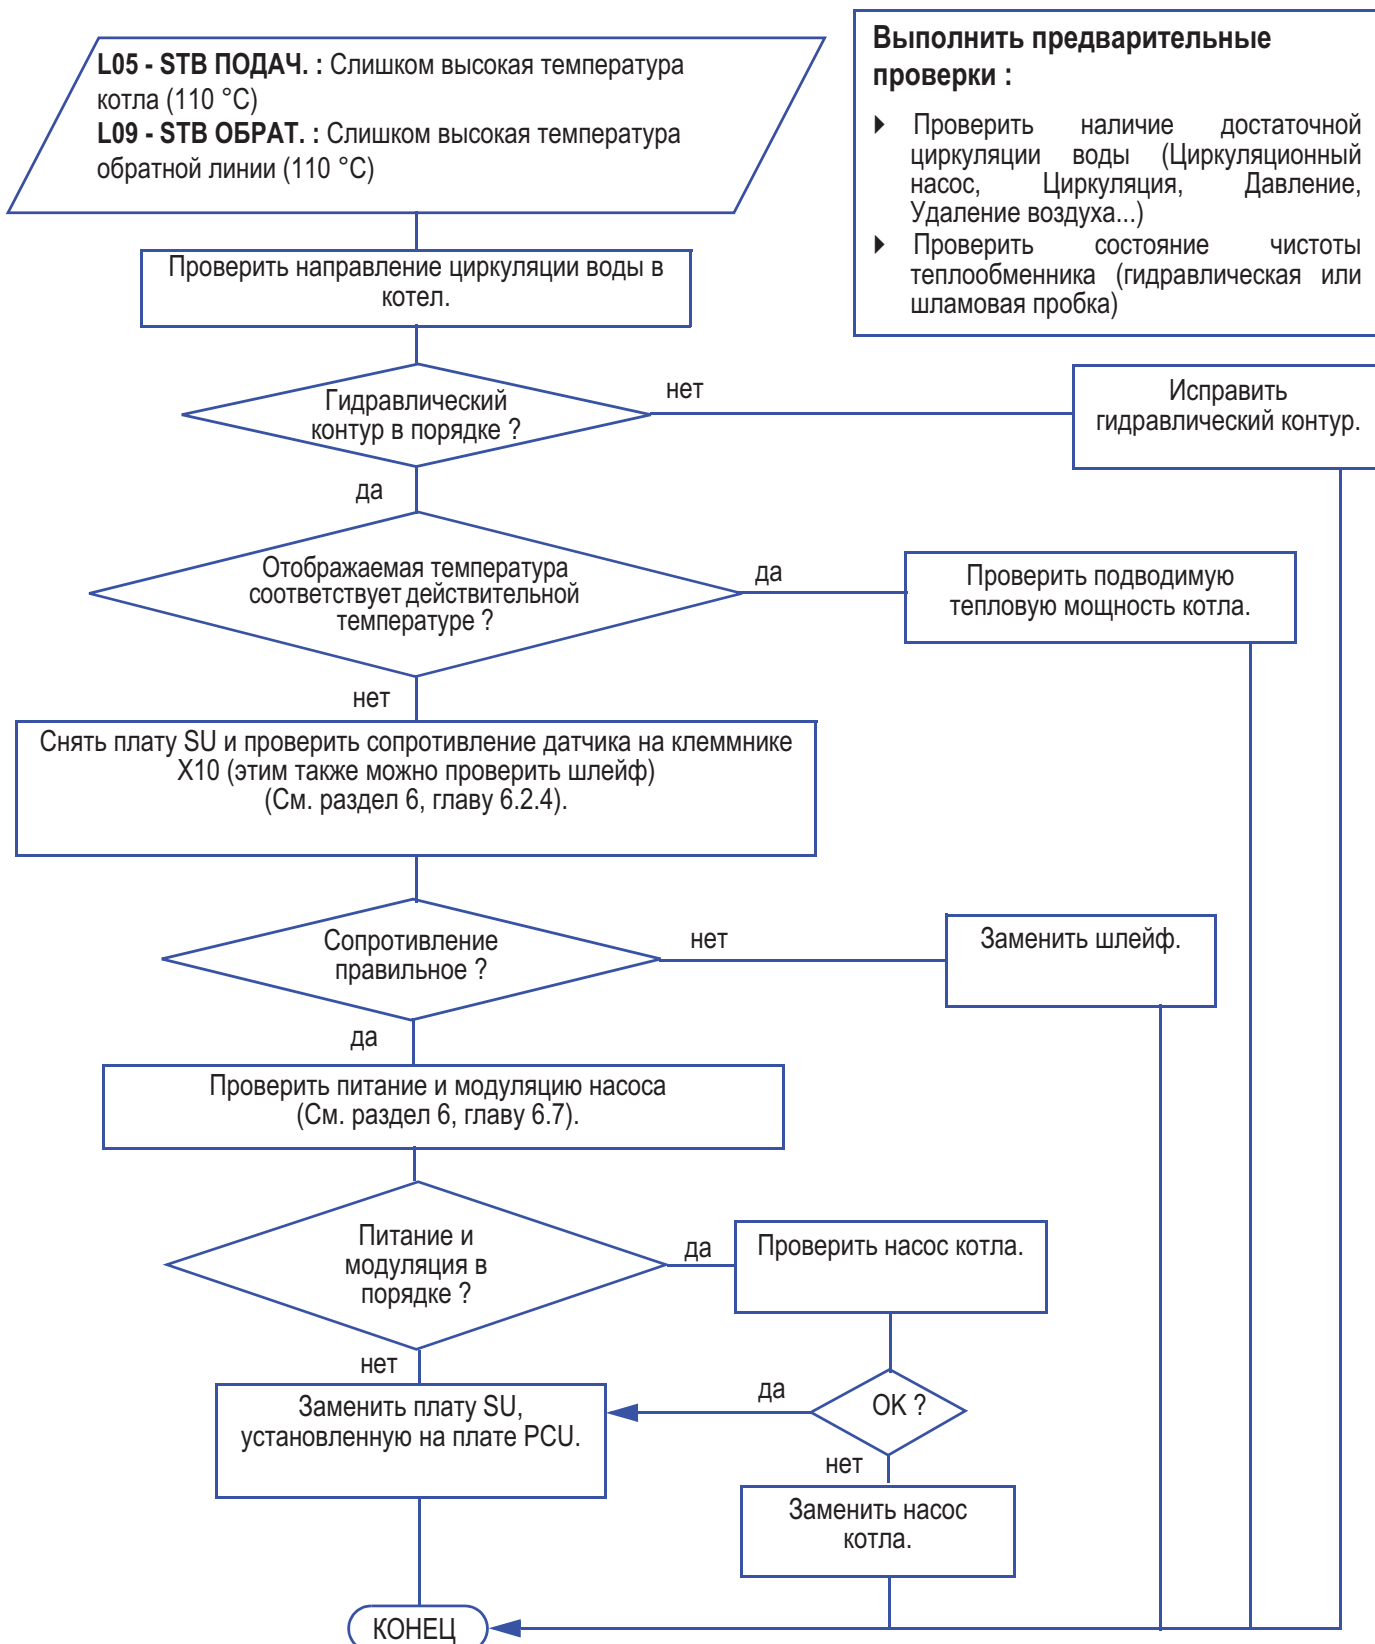 L05 - STB ПОДАЧ. : Слишком высокая температура
котла (110 °C)
L09 - STB ОБРАТ. : Слишком высокая температура
обратной линии (110 °C)
Выполнить предварительные
проверки :
Проверить наличие достаточной
циркуляции воды (Циркуляционный
насос, Циркуляция, Давление,
Удаление воздуха...)
Проверить состояние чистоты
теплообменника (гидравлическая или
шламовая пробка)
Проверить направление циркуляции воды в
котел.
Гидравлический
контур в порядке ?
нет
Исправить
гидравлический контур.
да
Отображаемая температура
соответствует действительной
температуре ?
да
Проверить подводимую
тепловую мощность котла.
нет
Снять плату SU и проверить сопротивление датчика на клеммнике
X10 (этим также можно проверить шлейф)
(См. раздел 6, главу 6.2.4).
Сопротивление
правильное ?
нет
Заменить шлейф.
да
Проверить питание и модуляцию насоса
(См. раздел 6, главу 6.7).
Питание и
модуляция в
порядке ?
да
Проверить насос котла.
нет
Заменить плату SU,
установленную на плате PCU.
да
OK ?
нет
Заменить насос
котла.
КОНЕЦ